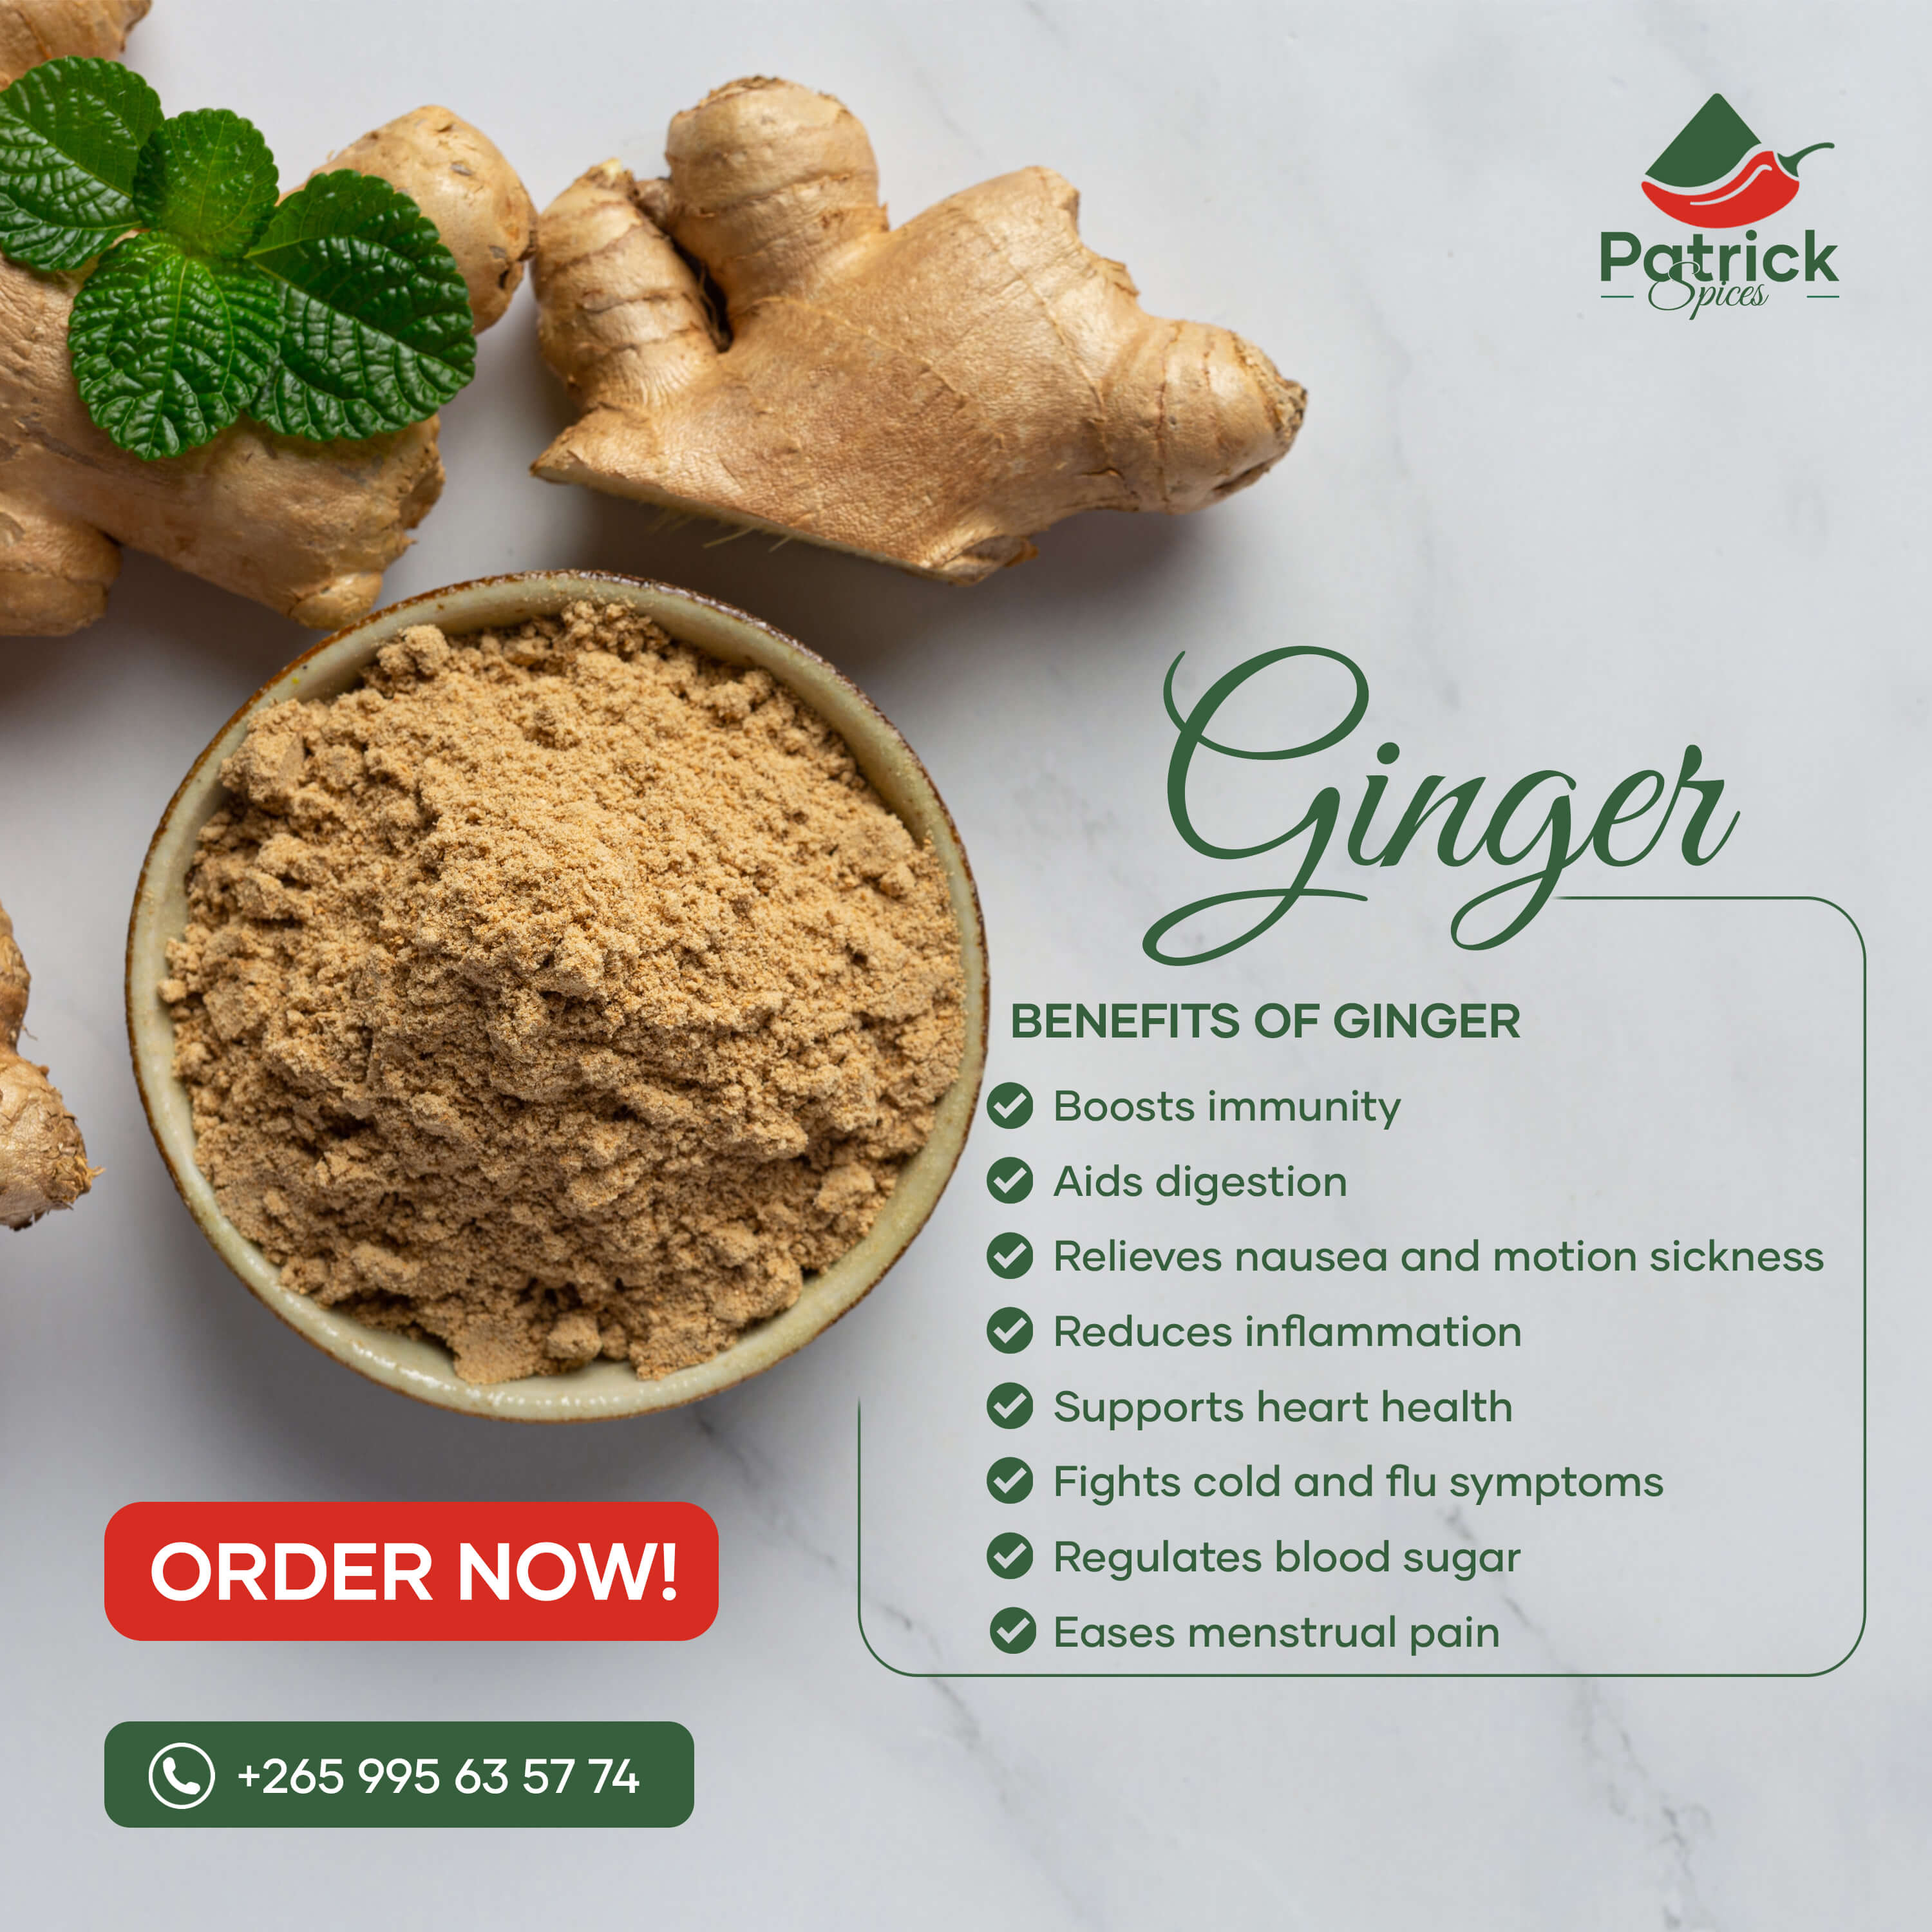 Patrick
Spices
Ginger
BENEFITS OF GINGER
Boosts immunity
Aids digestion
Relieves nausea and motion sickness
Reduces inflammation
Supports heart health
Fights cold and flu symptoms
Regulates blood sugar
Eases menstrual pain
ORDER NOW!
+265 995 63 57 74